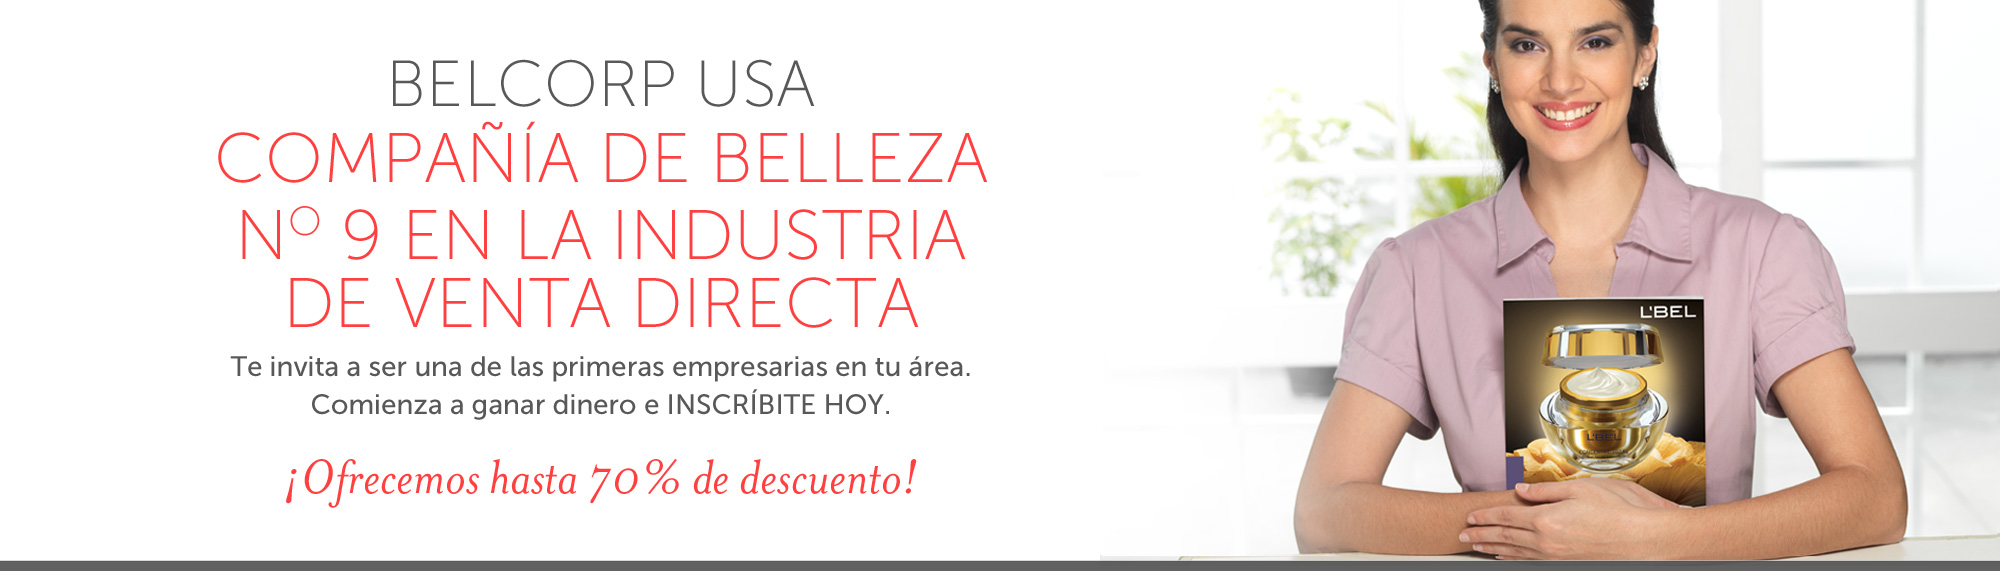 BELCORP USA
COMPAÑÍA DE BELLEZA
Nº 9 EN LA INDUSTRIA
DE VENTA DIRECTA
Te invita a ser una de las primeras empresarias en tu área.
Comienza a ganar dinero e INSCRÍBITE HOY.
¡Ofrecemos hasta 70% de descuento!
L'BEL
L'BEL